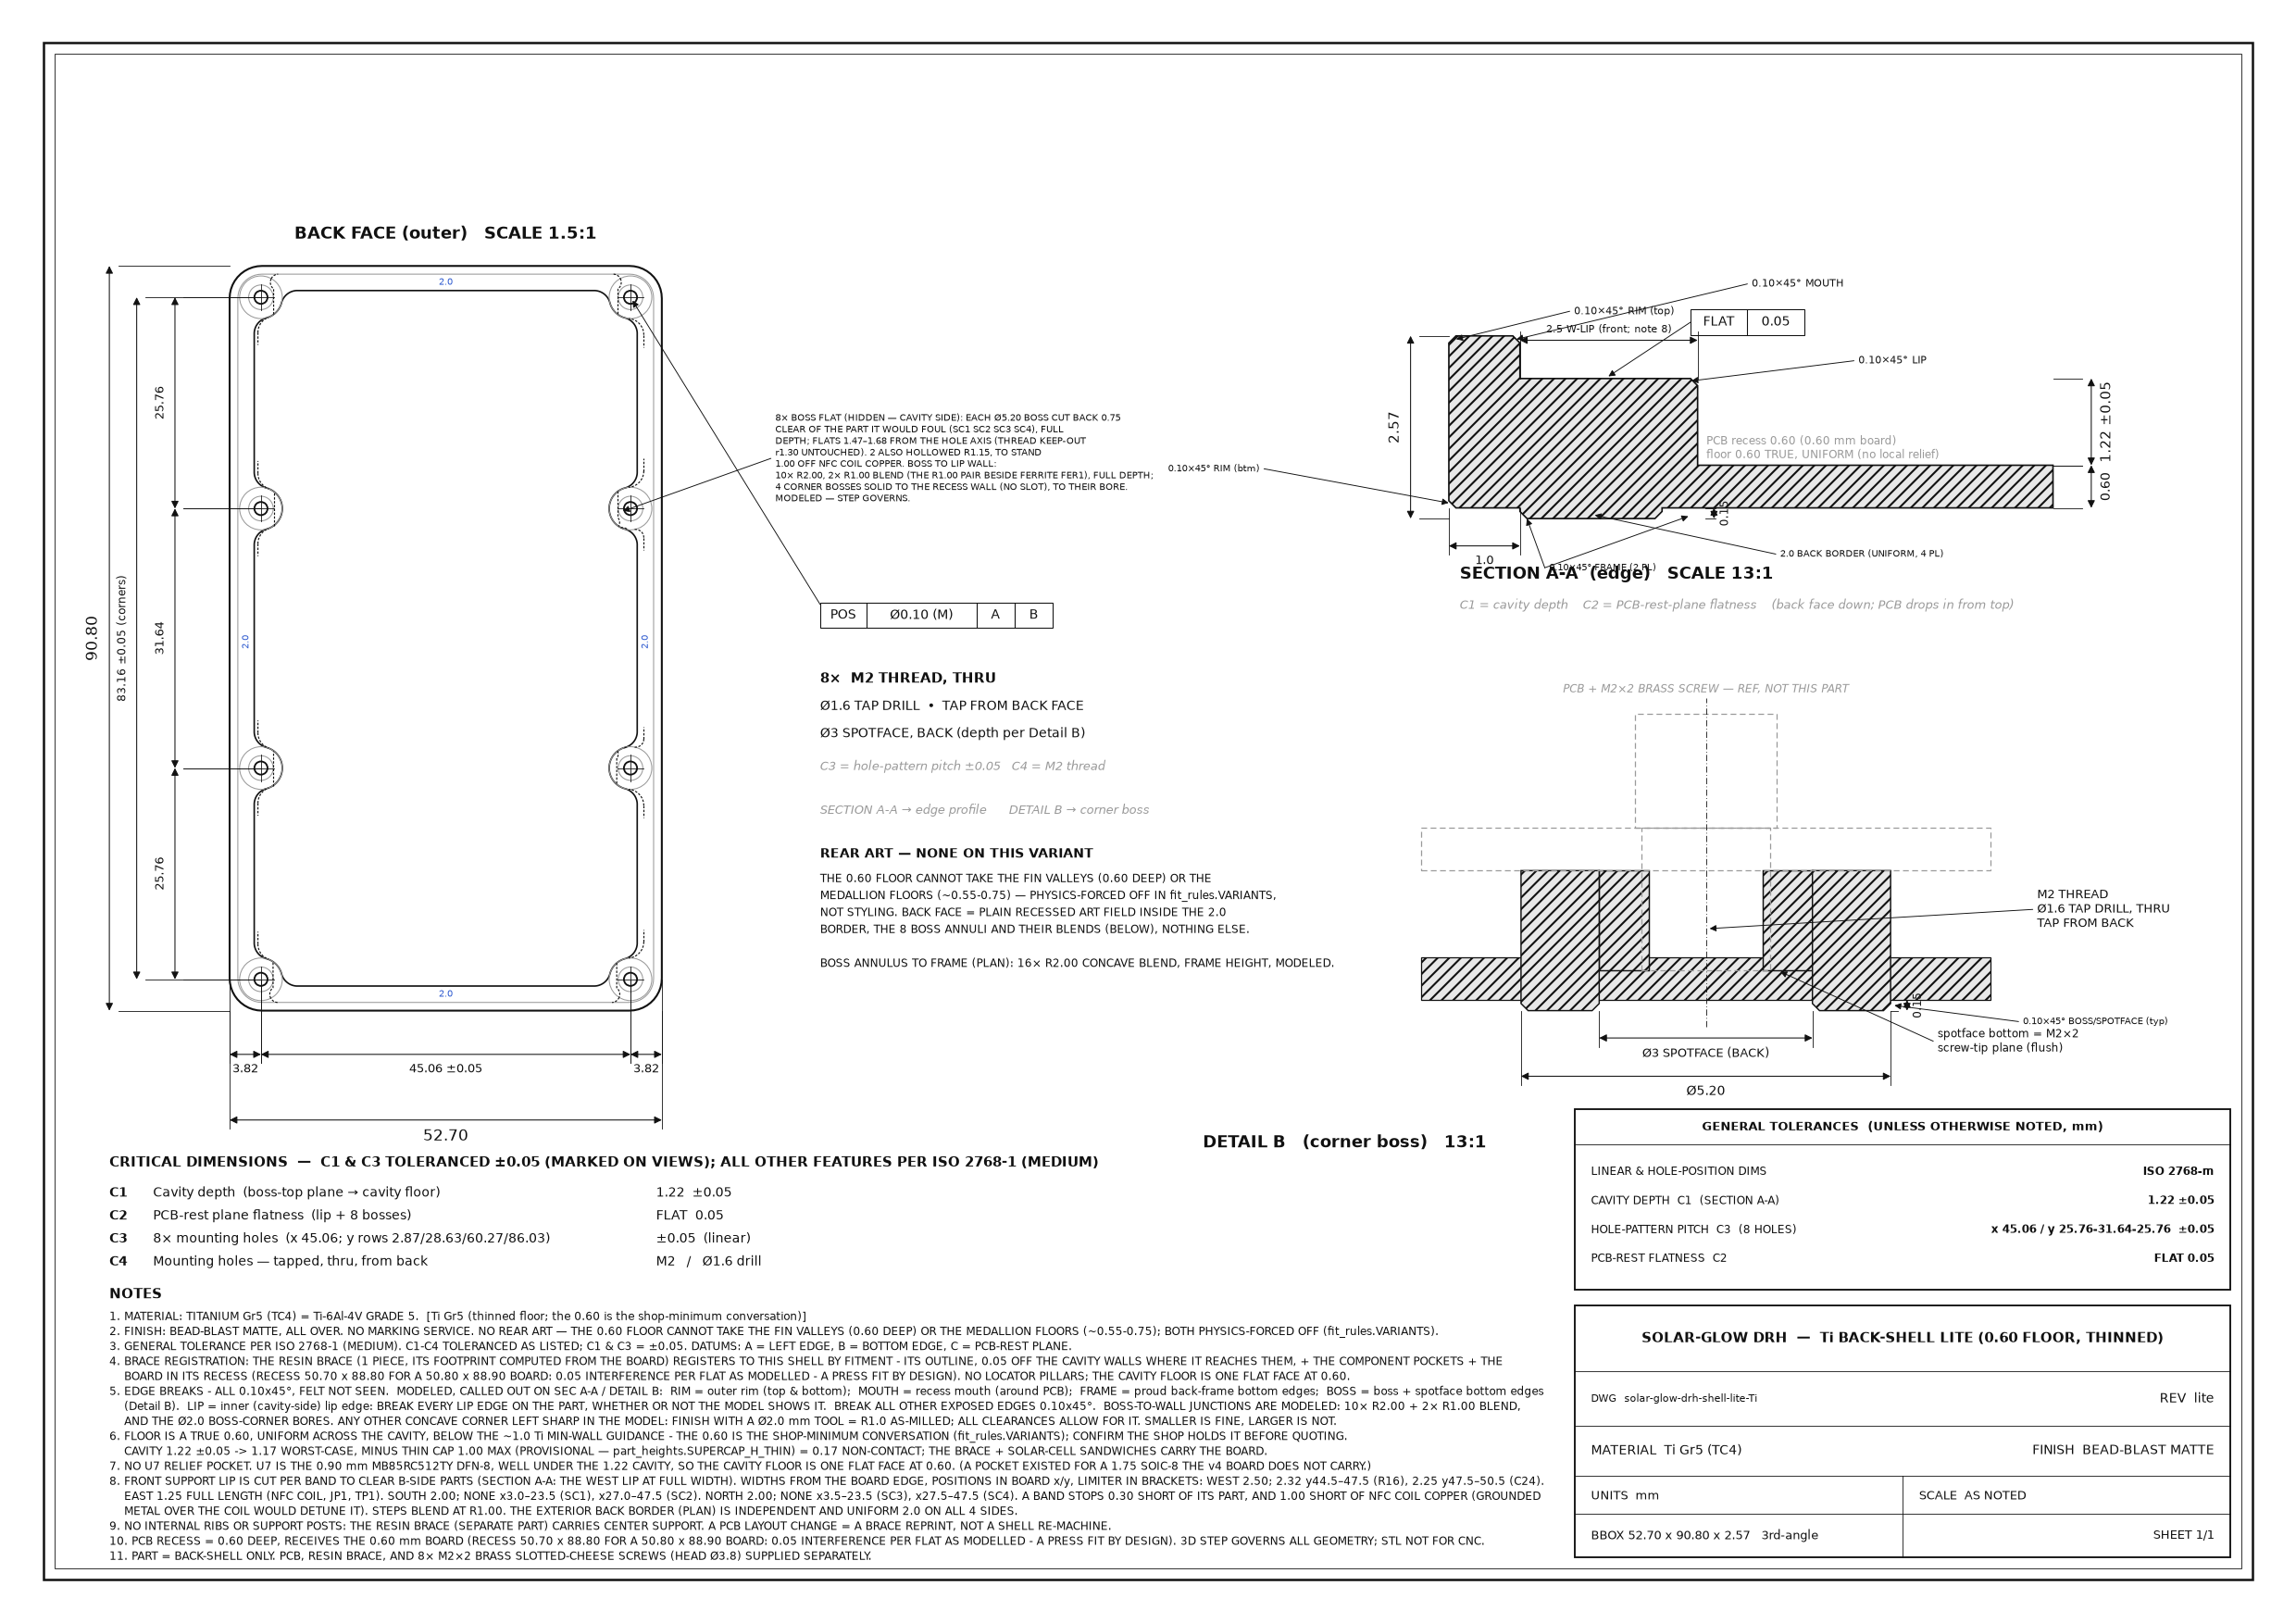 BACK FACE (outer)   SCALE 1.5:1
2.0
90.80
83.16 ±0.05 (corners)
25.76
31.64
25.76
2.0
2.0
2.0
3.82
45.06 ±0.05
3.82
52.70
8× BOSS FLAT (HIDDEN — CAVITY SIDE): EACH Ø5.20 BOSS CUT BACK 0.75
CLEAR OF THE PART IT WOULD FOUL (SC1 SC2 SC3 SC4), FULL
DEPTH; FLATS 1.47–1.68 FROM THE HOLE AXIS (THREAD KEEP-OUT
r1.30 UNTOUCHED). 2 ALSO HOLLOWED R1.15, TO STAND
1.00 OFF NFC COIL COPPER. BOSS TO LIP WALL:
10× R2.00, 2× R1.00 BLEND (THE R1.00 PAIR BESIDE FERRITE FER1), FULL DEPTH;
4 CORNER BOSSES SOLID TO THE RECESS WALL (NO SLOT), TO THEIR BORE.
MODELED — STEP GOVERNS.
POS Ø0.10 (M) A B
8×  M2 THREAD, THRU
Ø1.6 TAP DRILL  •  TAP FROM BACK FACE
Ø3 SPOTFACE, BACK (depth per Detail B)
C3 = hole-pattern pitch ±0.05   C4 = M2 thread
SECTION A-A → edge profile      DETAIL B → corner boss
REAR ART — NONE ON THIS VARIANT
THE 0.60 FLOOR CANNOT TAKE THE FIN VALLEYS (0.60 DEEP) OR THE
MEDALLION FLOORS (~0.55-0.75) — PHYSICS-FORCED OFF IN fit_rules.VARIANTS,
NOT STYLING. BACK FACE = PLAIN RECESSED ART FIELD INSIDE THE 2.0
BORDER, THE 8 BOSS ANNULI AND THEIR BLENDS (BELOW), NOTHING ELSE.
BOSS ANNULUS TO FRAME (PLAN): 16× R2.00 CONCAVE BLEND, FRAME HEIGHT, MODELED.
0.10×45° MOUTH
0.10×45° RIM (top)
2.5 W-LIP (front; note 8)
FLAT 0.05
0.10×45° LIP
2.57
1.22 ±0.05
0.60
PCB recess 0.60 (0.60 mm board)
floor 0.60 TRUE, UNIFORM (no local relief)
0.10×45° RIM (btm)
0.15
2.0 BACK BORDER (UNIFORM, 4 PL)
1.0
0.10×45° FRAME (2 PL)
SECTION A-A  (edge)   SCALE 13:1
C1 = cavity depth    C2 = PCB-rest-plane flatness    (back face down; PCB drops in from top)
PCB + M2×2 BRASS SCREW — REF, NOT THIS PART
M2 THREAD
Ø1.6 TAP DRILL, THRU
TAP FROM BACK
0.15
0.10×45° BOSS/SPOTFACE (typ)
spotface bottom = M2×2
screw-tip plane (flush)
Ø3 SPOTFACE (BACK)
Ø5.20
DETAIL B   (corner boss)   13:1
CRITICAL DIMENSIONS  —  C1 & C3 TOLERANCED ±0.05 (MARKED ON VIEWS); ALL OTHER FEATURES PER ISO 2768-1 (MEDIUM)
C1 Cavity depth  (boss-top plane → cavity floor) 1.22  ±0.05
C2 PCB-rest plane flatness  (lip + 8 bosses) FLAT  0.05
C3 8× mounting holes  (x 45.06; y rows 2.87/28.63/60.27/86.03) ±0.05  (linear)
C4 Mounting holes — tapped, thru, from back M2   /   Ø1.6 drill
NOTES
1. MATERIAL: TITANIUM Gr5 (TC4) = Ti-6Al-4V GRADE 5.  [Ti Gr5 (thinned floor; the 0.60 is the shop-minimum conversation)]
2. FINISH: BEAD-BLAST MATTE, ALL OVER. NO MARKING SERVICE. NO REAR ART — THE 0.60 FLOOR CANNOT TAKE THE FIN VALLEYS (0.60 DEEP) OR THE MEDALLION FLOORS (~0.55-0.75); BOTH PHYSICS-FORCED OFF (fit_rules.VARIANTS).
3. GENERAL TOLERANCE PER ISO 2768-1 (MEDIUM). C1-C4 TOLERANCED AS LISTED; C1 & C3 = ±0.05. DATUMS: A = LEFT EDGE, B = BOTTOM EDGE, C = PCB-REST PLANE.
4. BRACE REGISTRATION: THE RESIN BRACE (1 PIECE, ITS FOOTPRINT COMPUTED FROM THE BOARD) REGISTERS TO THIS SHELL BY FITMENT - ITS OUTLINE, 0.05 OFF THE CAVITY WALLS WHERE IT REACHES THEM, + THE COMPONENT POCKETS + THE
BOARD IN ITS RECESS (RECESS 50.70 x 88.80 FOR A 50.80 x 88.90 BOARD: 0.05 INTERFERENCE PER FLAT AS MODELLED - A PRESS FIT BY DESIGN). NO LOCATOR PILLARS; THE CAVITY FLOOR IS ONE FLAT FACE AT 0.60.
5. EDGE BREAKS - ALL 0.10x45°, FELT NOT SEEN.  MODELED, CALLED OUT ON SEC A-A / DETAIL B:  RIM = outer rim (top & bottom);  MOUTH = recess mouth (around PCB);  FRAME = proud back-frame bottom edges;  BOSS = boss + spotface bottom edges
(Detail B).  LIP = inner (cavity-side) lip edge: BREAK EVERY LIP EDGE ON THE PART, WHETHER OR NOT THE MODEL SHOWS IT.  BREAK ALL OTHER EXPOSED EDGES 0.10x45°.  BOSS-TO-WALL JUNCTIONS ARE MODELED: 10× R2.00 + 2× R1.00 BLEND,
AND THE Ø2.0 BOSS-CORNER BORES. ANY OTHER CONCAVE CORNER LEFT SHARP IN THE MODEL: FINISH WITH A Ø2.0 mm TOOL = R1.0 AS-MILLED; ALL CLEARANCES ALLOW FOR IT. SMALLER IS FINE, LARGER IS NOT.
6. FLOOR IS A TRUE 0.60, UNIFORM ACROSS THE CAVITY, BELOW THE ~1.0 Ti MIN-WALL GUIDANCE - THE 0.60 IS THE SHOP-MINIMUM CONVERSATION (fit_rules.VARIANTS); CONFIRM THE SHOP HOLDS IT BEFORE QUOTING.
CAVITY 1.22 ±0.05 -> 1.17 WORST-CASE, MINUS THIN CAP 1.00 MAX (PROVISIONAL — part_heights.SUPERCAP_H_THIN) = 0.17 NON-CONTACT; THE BRACE + SOLAR-CELL SANDWICHES CARRY THE BOARD.
7. NO U7 RELIEF POCKET. U7 IS THE 0.90 mm MB85RC512TY DFN-8, WELL UNDER THE 1.22 CAVITY, SO THE CAVITY FLOOR IS ONE FLAT FACE AT 0.60. (A POCKET EXISTED FOR A 1.75 SOIC-8 THE v4 BOARD DOES NOT CARRY.)
8. FRONT SUPPORT LIP IS CUT PER BAND TO CLEAR B-SIDE PARTS (SECTION A-A: THE WEST LIP AT FULL WIDTH). WIDTHS FROM THE BOARD EDGE, POSITIONS IN BOARD x/y, LIMITER IN BRACKETS: WEST 2.50; 2.32 y44.5–47.5 (R16), 2.25 y47.5–50.5 (C24).
EAST 1.25 FULL LENGTH (NFC COIL, JP1, TP1). SOUTH 2.00; NONE x3.0–23.5 (SC1), x27.0–47.5 (SC2). NORTH 2.00; NONE x3.5–23.5 (SC3), x27.5–47.5 (SC4). A BAND STOPS 0.30 SHORT OF ITS PART, AND 1.00 SHORT OF NFC COIL COPPER (GROUNDED
METAL OVER THE COIL WOULD DETUNE IT). STEPS BLEND AT R1.00. THE EXTERIOR BACK BORDER (PLAN) IS INDEPENDENT AND UNIFORM 2.0 ON ALL 4 SIDES.
9. NO INTERNAL RIBS OR SUPPORT POSTS: THE RESIN BRACE (SEPARATE PART) CARRIES CENTER SUPPORT. A PCB LAYOUT CHANGE = A BRACE REPRINT, NOT A SHELL RE-MACHINE.
10. PCB RECESS = 0.60 DEEP, RECEIVES THE 0.60 mm BOARD (RECESS 50.70 x 88.80 FOR A 50.80 x 88.90 BOARD: 0.05 INTERFERENCE PER FLAT AS MODELLED - A PRESS FIT BY DESIGN). 3D STEP GOVERNS ALL GEOMETRY; STL NOT FOR CNC.
11. PART = BACK-SHELL ONLY. PCB, RESIN BRACE, AND 8× M2×2 BRASS SLOTTED-CHEESE SCREWS (HEAD Ø3.8) SUPPLIED SEPARATELY.
GENERAL TOLERANCES  (UNLESS OTHERWISE NOTED, mm)
LINEAR & HOLE-POSITION DIMS ISO 2768-m
CAVITY DEPTH  C1  (SECTION A-A) 1.22 ±0.05
HOLE-PATTERN PITCH  C3  (8 HOLES) x 45.06 / y 25.76-31.64-25.76  ±0.05
PCB-REST FLATNESS  C2 FLAT 0.05
SOLAR-GLOW DRH  —  Ti BACK-SHELL LITE (0.60 FLOOR, THINNED)
DWG  solar-glow-drh-shell-lite-Ti REV  lite
MATERIAL  Ti Gr5 (TC4) FINISH  BEAD-BLAST MATTE
UNITS  mm SCALE  AS NOTED
BBOX 52.70 x 90.80 x 2.57   3rd-angle SHEET 1/1